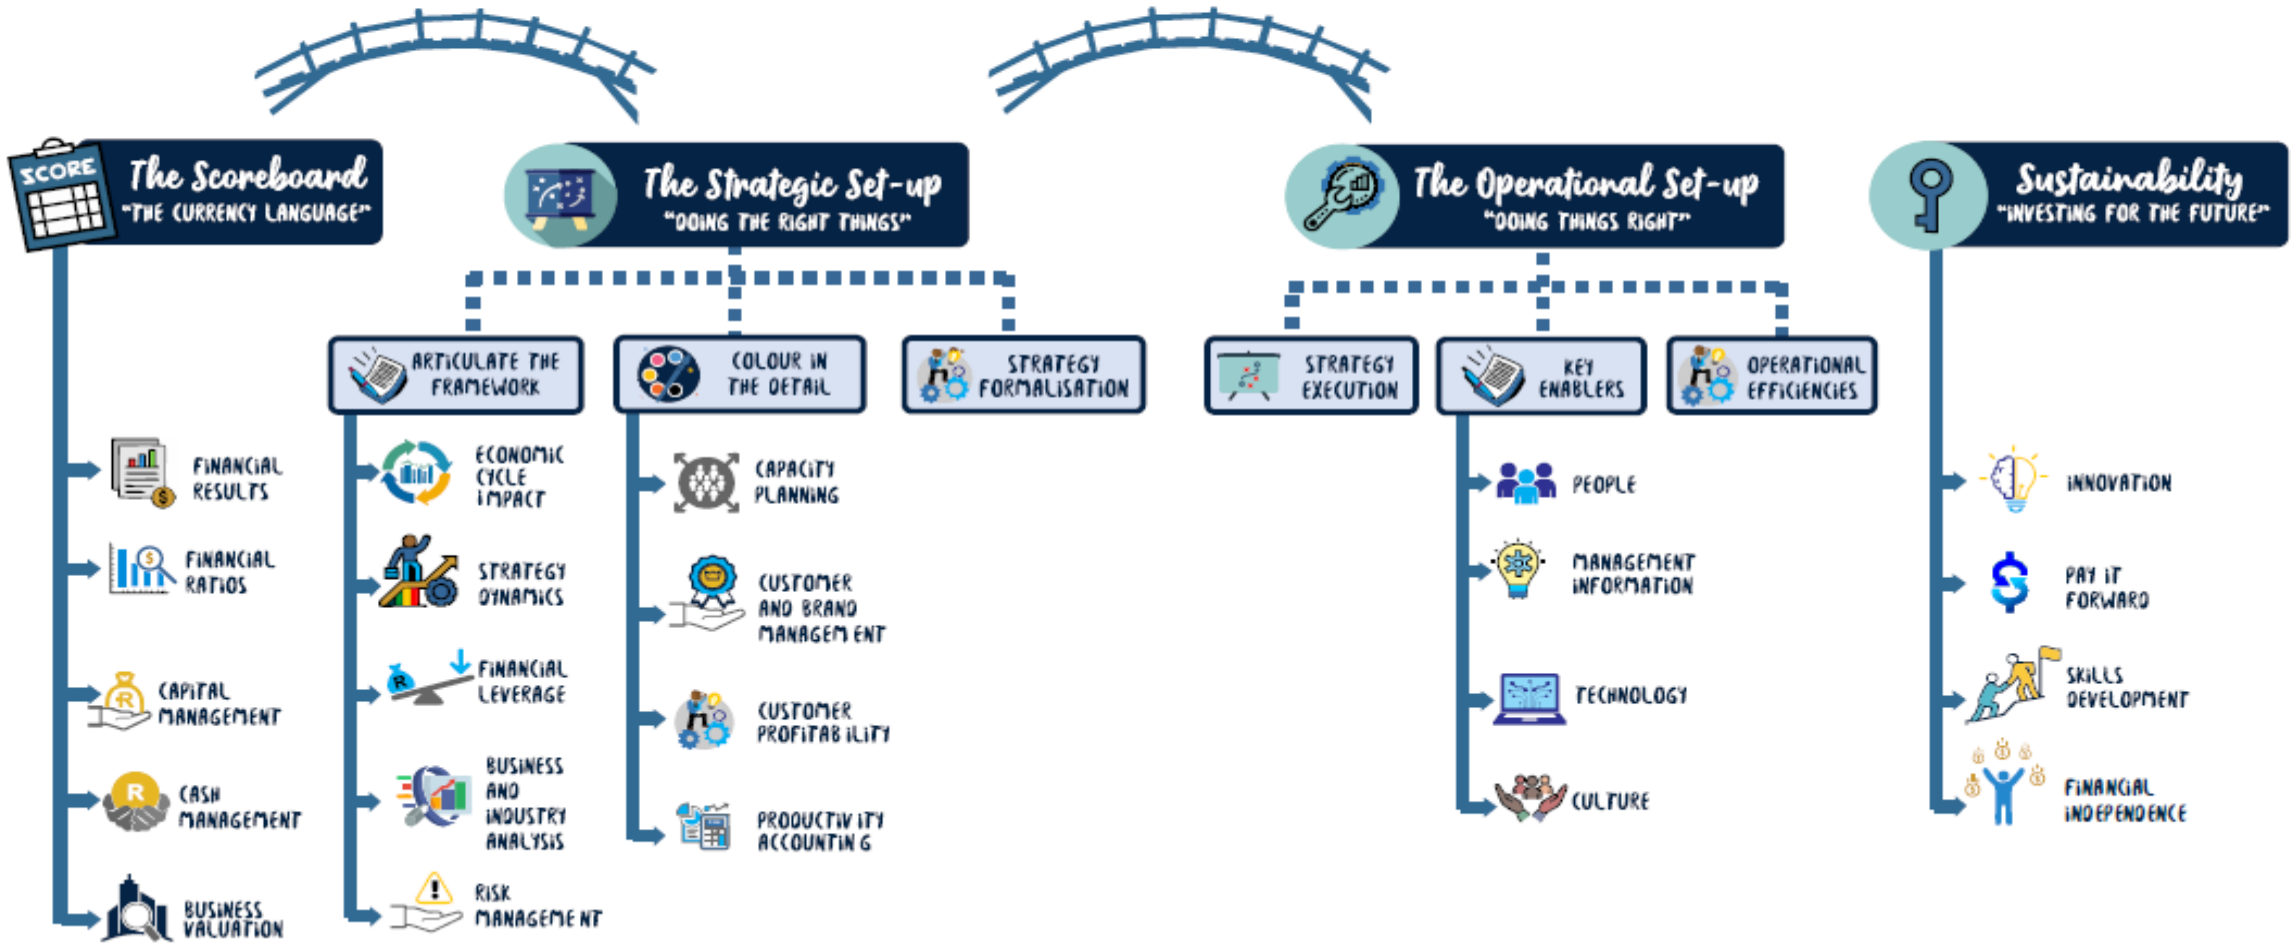 SCORE
The Scoreboard
"THE CURRENCY LANGUAGE"
FINANCIAL
RESULTS
FINANCIAL
RATIOS
R
CAPITAL
MANAGEMENT
R
CASH
MANAGEMENT
BUSINESS
VALUATION
The Strategic Set-up
"DOING THE RIGHT THINGS"
ARTICULATE THE
FRAMEWORK
ECONOMIC
CYCLE
IMPACT
STRATEGY
DYNAMICS
R
FINANCIAL
LEVERAGE
BUSINESS
AND
INDUSTRY
ANALYSIS
RISK
MANAGEMENT
COLOUR IN
THE DETAIL
CAPACITY
PLANNING
CUSTOMER
AND BRAND
MANAGEMENT
CUSTOMER
PROFITABILITY
PRODUCTIVITY
ACCOUNTING
STRATEGY
FORMALISATION
The Operational Set-up
"DOING THINGS RIGHT"
STRATEGY
EXECUTION
KEY
ENABLERS
PEOPLE
MANAGEMENT
INFORMATION
TECHNOLOGY
CULTURE
OPERATIONAL
EFFICIENCIES
Sustainability
"INVESTING FOR THE FUTURE"
INNOVATION
PAY IT
FORWARD
SKILLS
DEVELOPMENT
FINANCIAL
INDEPENDENCE